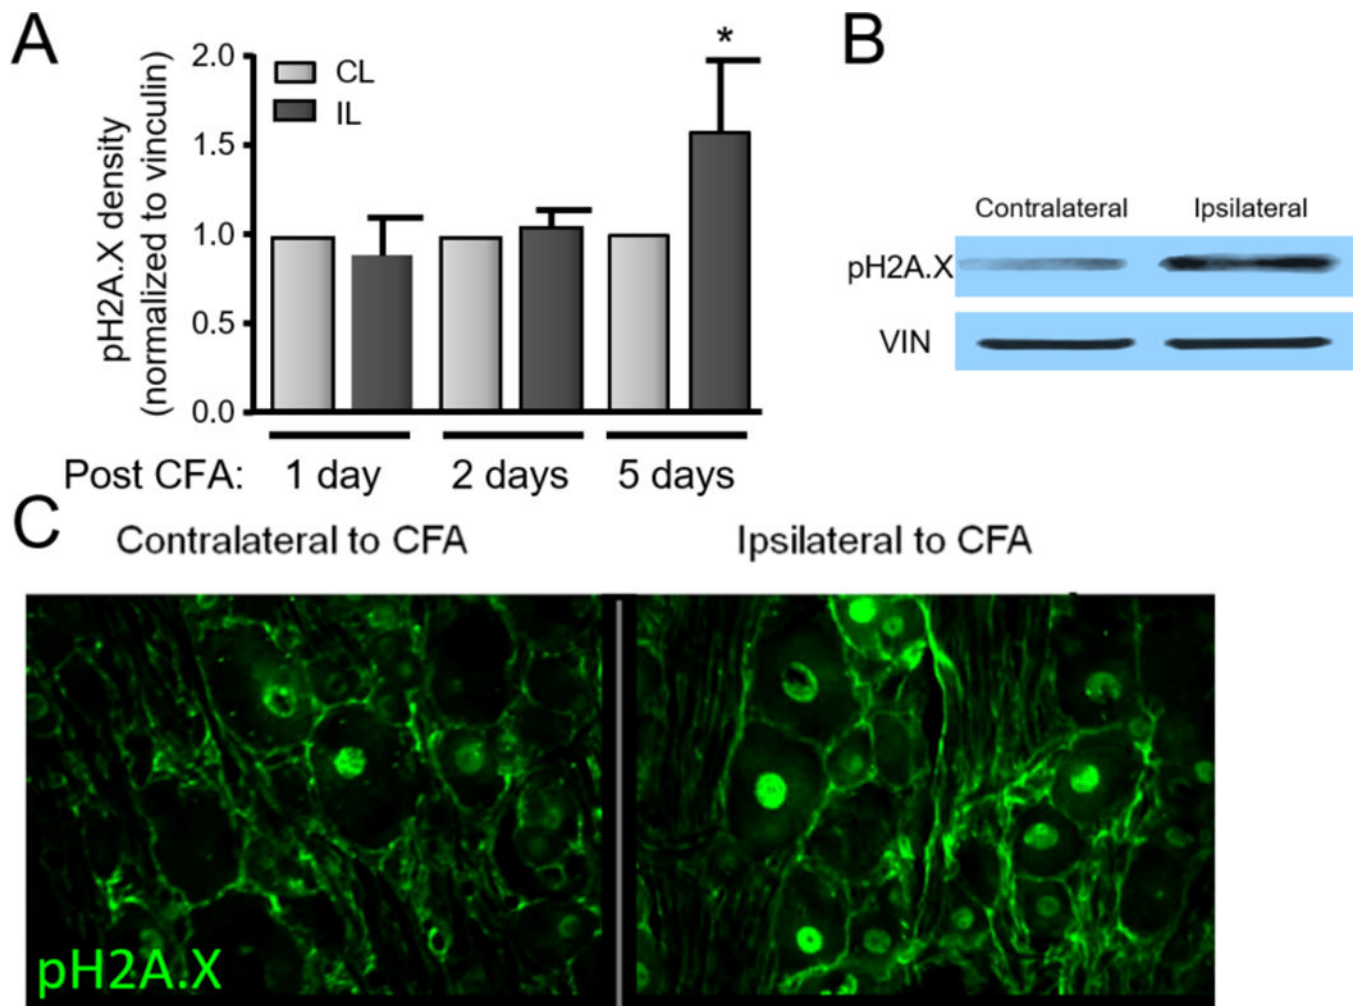 A
pH2A.X density
(normalized to vinculin)
2.0
1.5
1.0
0.5
0.0
CL
IL
*
Post CFA: 1 day 2 days 5 days
B
Contralateral Ipsilateral
pH2A.X
VIN
C
Contralateral to CFA Ipsilateral to CFA
pH2A.X